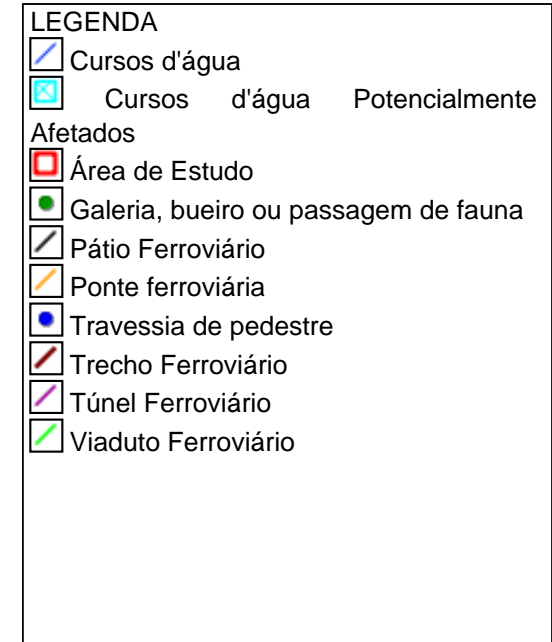 LEGENDA
Cursos d'água
Cursos d'água Potencialmente
Afetados
Área de Estudo
Galeria, bueiro ou passagem de fauna
Pátio Ferroviário
Ponte ferroviária
Travessia de pedestre
Trecho Ferroviário
Túnel Ferroviário
Viaduto Ferroviário